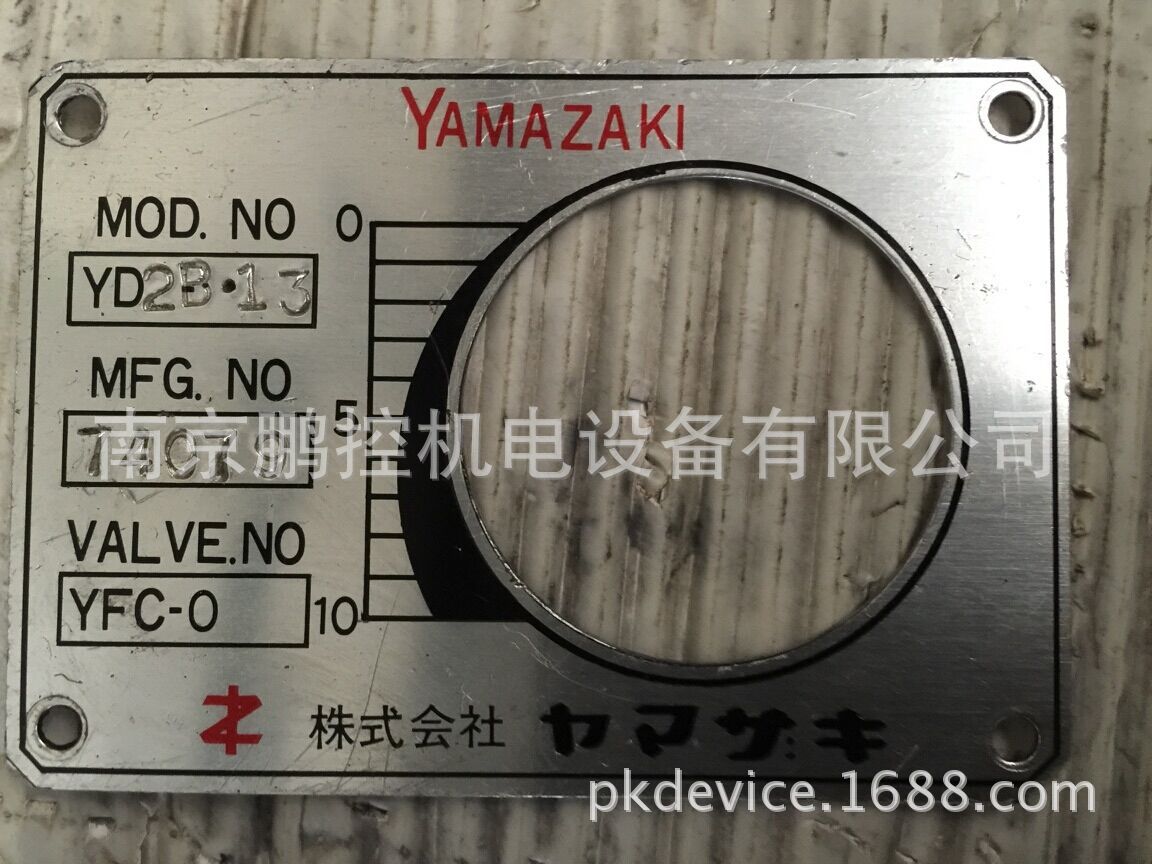 YAMAZAKI
MOD. NO
YD2B·13
0
MFG. NO
5
VALVE.NO
YFC-0
10
株式会社 ヤマザキ
南京鹏控机电设备有限公司
pkdevice.1688.com